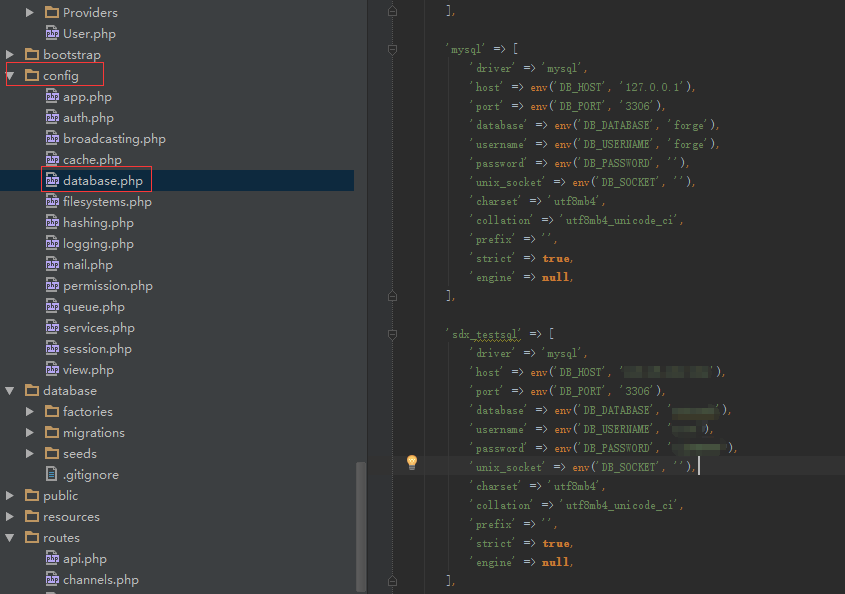 Providers
User.php
bootstrap
config
app.php
auth.php
broadcasting.php
cache.php
database.php
filesystems.php
hashing.php
logging.php
mail.php
permission.php
queue.php
services.php
session.php
view.php
database
factories
migrations
seeds
.gitignore
public
resources
routes
api.php
channels.php
],
'mysql' => [
'driver' => 'mysql',
'host' => env('DB_HOST', '127.0.0.1'),
'port' => env('DB_PORT', '3306'),
'database' => env('DB_DATABASE', 'forge'),
'username' => env('DB_USERNAME', 'forge'),
'password' => env('DB_PASSWORD', ''),
'unix_socket' => env('DB_SOCKET', ''),
'charset' => 'utf8mb4',
'collation' => 'utf8mb4_unicode_ci',
'prefix' => '',
'strict' => true,
'engine' => null,
],
'sdx_testsql' => [
'driver' => 'mysql',
'host' => env('DB_HOST', ' '),
'port' => env('DB_PORT', '3306'),
'database' => env('DB_DATABASE', ' '),
'username' => env('DB_USERNAME', ' '),
'password' => env('DB_PASSWORD', ' '),
'unix_socket' => env('DB_SOCKET', ''),
'charset' => 'utf8mb4',
'collation' => 'utf8mb4_unicode_ci',
'prefix' => '',
'strict' => true,
'engine' => null,
],